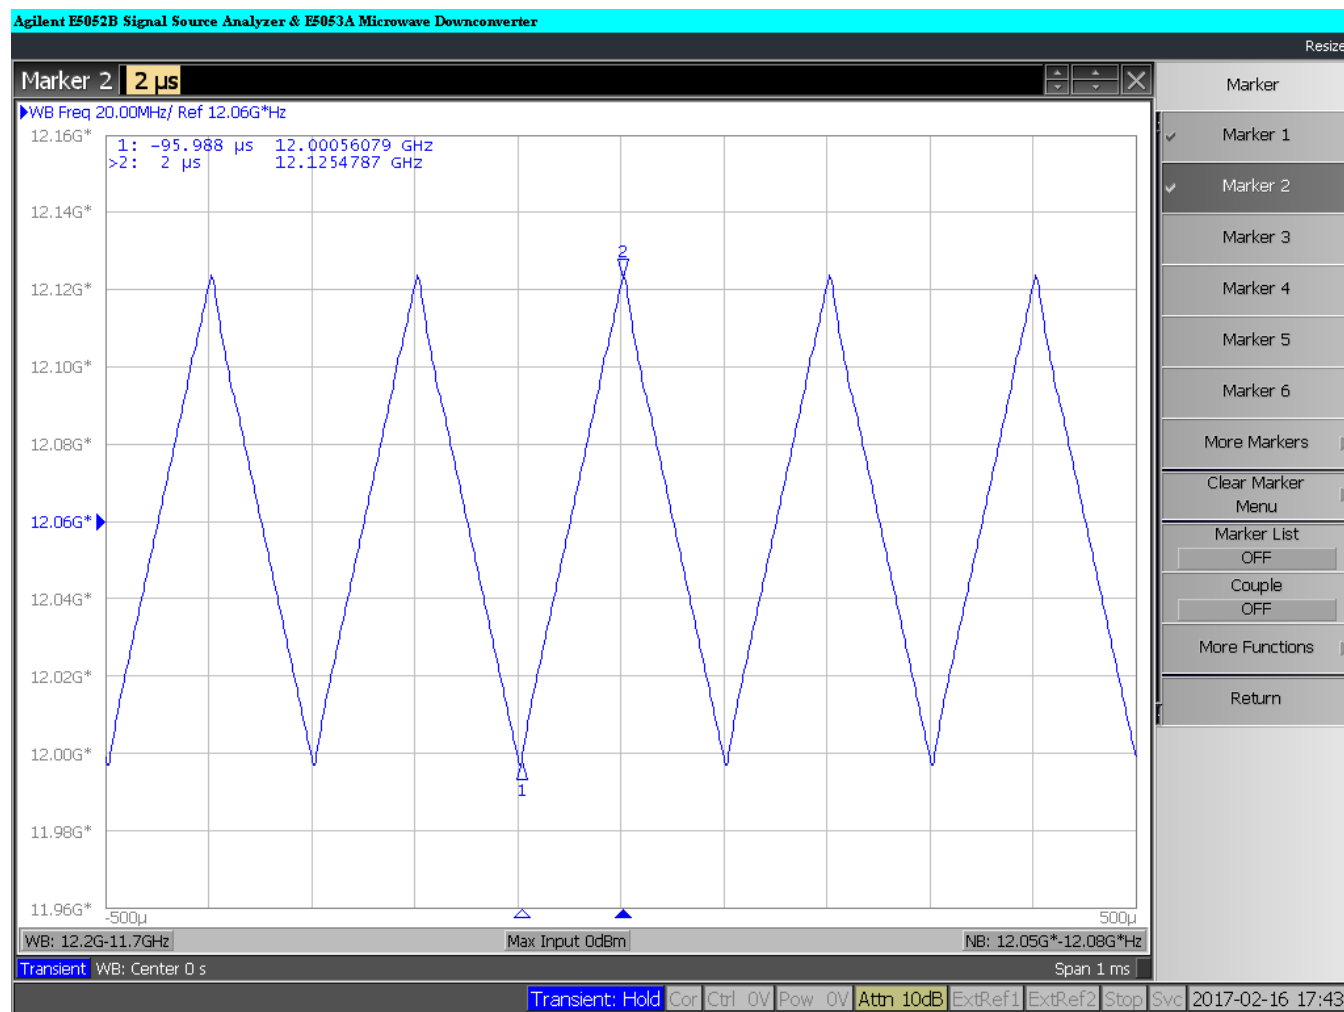 Agilent E5052B Signal Source Analyzer & E5053A Microwave Downconverter
Resize
Marker 2 2 µs
WB Freq 20.00MHz/ Ref 12.06G*Hz
1: -95.988 µs 12.00056079 GHz
>2: 2 µs 12.1254787 GHz
12.16G*
12.14G*
12.12G*
12.10G*
12.08G*
12.06G*
12.04G*
12.02G*
12.00G*
11.98G*
11.96G*
2
1
-500µ 500µ
WB: 12.2G-11.7GHz Max Input 0dBm NB: 12.05G*-12.08G*Hz
Transient WB: Center 0 s Span 1 ms
Marker
Marker 1
Marker 2
Marker 3
Marker 4
Marker 5
Marker 6
More Markers
Clear Marker
Menu
Marker List
OFF
Couple
OFF
More Functions
Return
Transient: Hold Cor Ctrl 0V Pow 0V Attn 10dB ExtRef1 ExtRef2 Stop Svc 2017-02-16 17:43